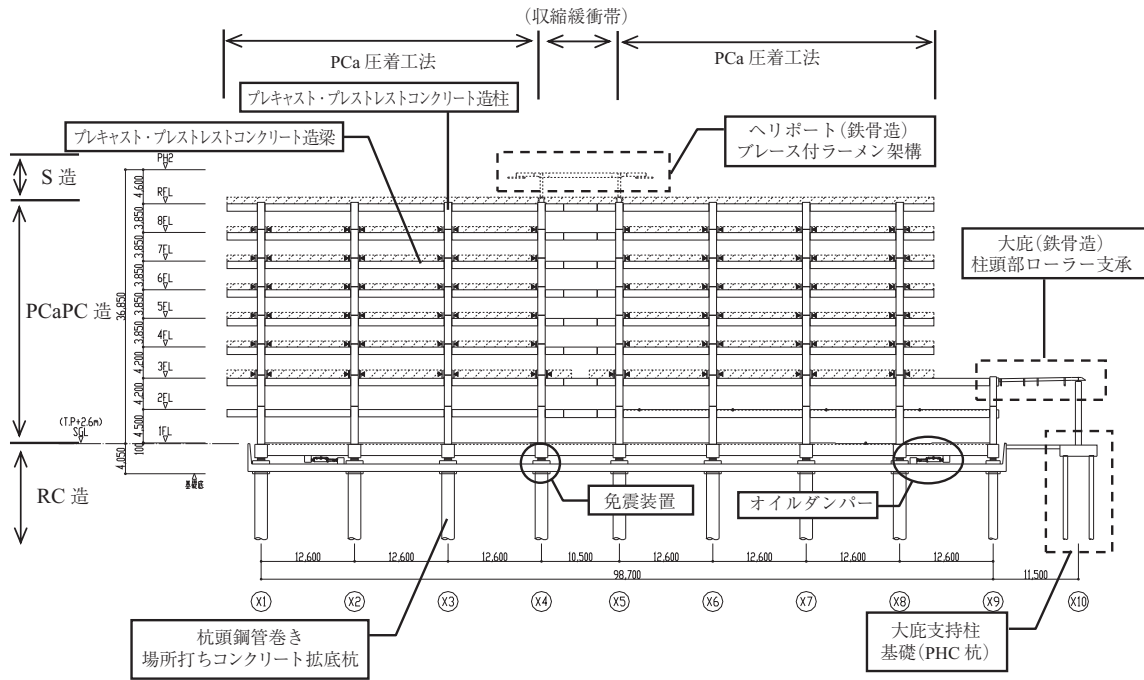 (収縮緩衝帯)
PCa 圧着工法
PCa 圧着工法
プレキャスト・プレストレストコンクリート造柱
プレキャスト・プレストレストコンクリート造梁
ヘリポート(鉄骨造)
ブレース付ラーメン架構
S 造
PCaPC 造
RC 造
PH2
RFL
8FL
7FL
6FL
5FL
4FL
3FL
2FL
1FL
(T.P+2.6m)
SGL
基礎底
4,600
3,850
3,850
3,850
3,850
3,850
4,200
4,200
4,500
100
36,850
4,050
大庇(鉄骨造)
柱頭部ローラー支承
免震装置
オイルダンパー
12,600
12,600
12,600
10,500
12,600
12,600
12,600
12,600
98,700
11,500
X1
X2
X3
X4
X5
X6
X7
X8
X9
X10
杭頭鋼管巻き
場所打ちコンクリート拡底杭
大庇支持柱
基礎(PHC 杭)